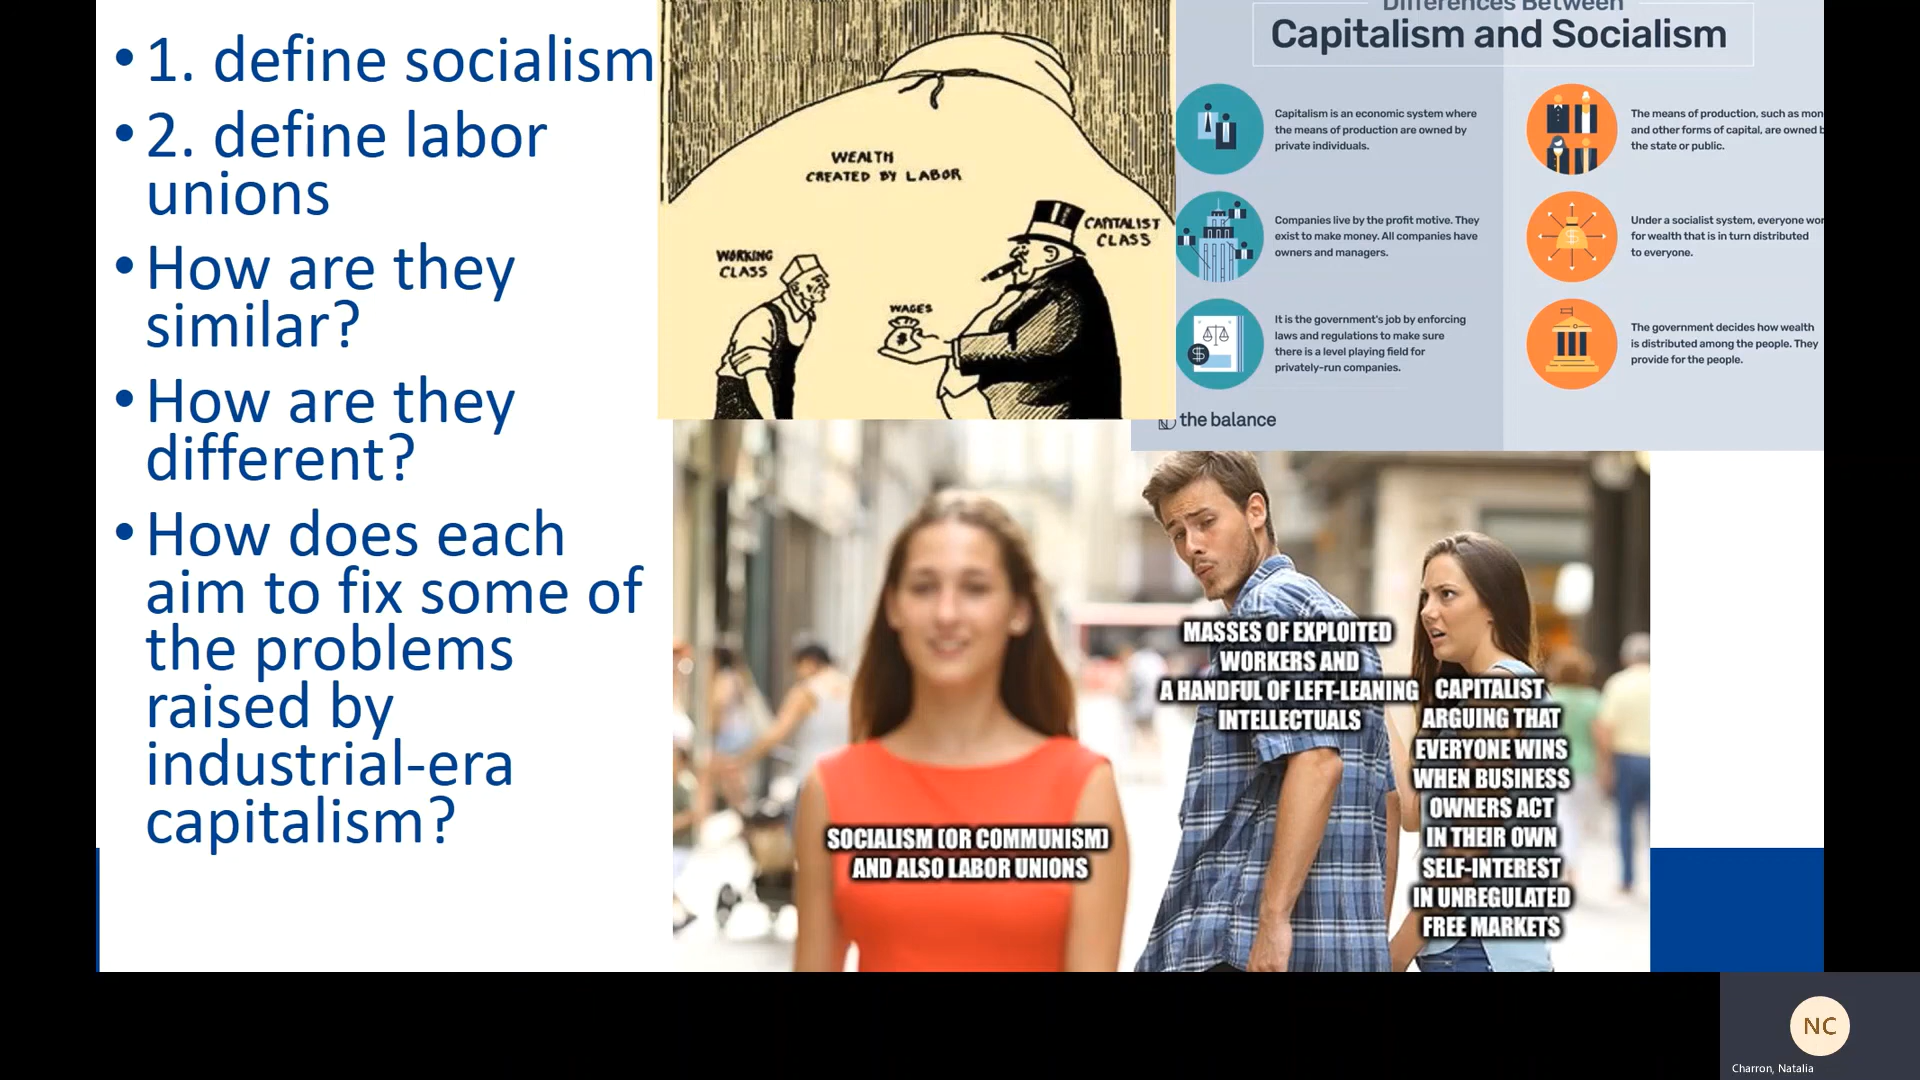 • 1. define socialism
• 2. define labor
unions
• How are they
similar?
• How are they
different?
• How does each
aim to fix some of
the problems
raised by
industrial-era
capitalism?
WEALTH
CREATED BY LABOR
CAPITALIST
CLASS
WORKING
CLASS
WAGES
$
Differences Between
Capitalism and Socialism
Capitalism is an economic system where
the means of production are owned by
private individuals.
Companies live by the profit motive. They
exist to make money. All companies have
owners and managers.
It is the government's job by enforcing
laws and regulations to make sure
there is a level playing field for
privately-run companies.
$
The means of production, such as mon
and other forms of capital, are owned b
the state or public.
$
Under a socialist system, everyone wor
for wealth that is in turn distributed
to everyone.
The government decides how wealth
is distributed among the people. They
provide for the people.
the balance
SOCIALISM (OR COMMUNISM)
AND ALSO LABOR UNIONS
MASSES OF EXPLOITED
WORKERS AND
A HANDFUL OF LEFT-LEANING
INTELLECTUALS
CAPITALIST
ARGUING THAT
EVERYONE WINS
WHEN BUSINESS
OWNERS ACT
IN THEIR OWN
SELF-INTEREST
IN UNREGULATED
FREE MARKETS
NC
Charron, Natalia